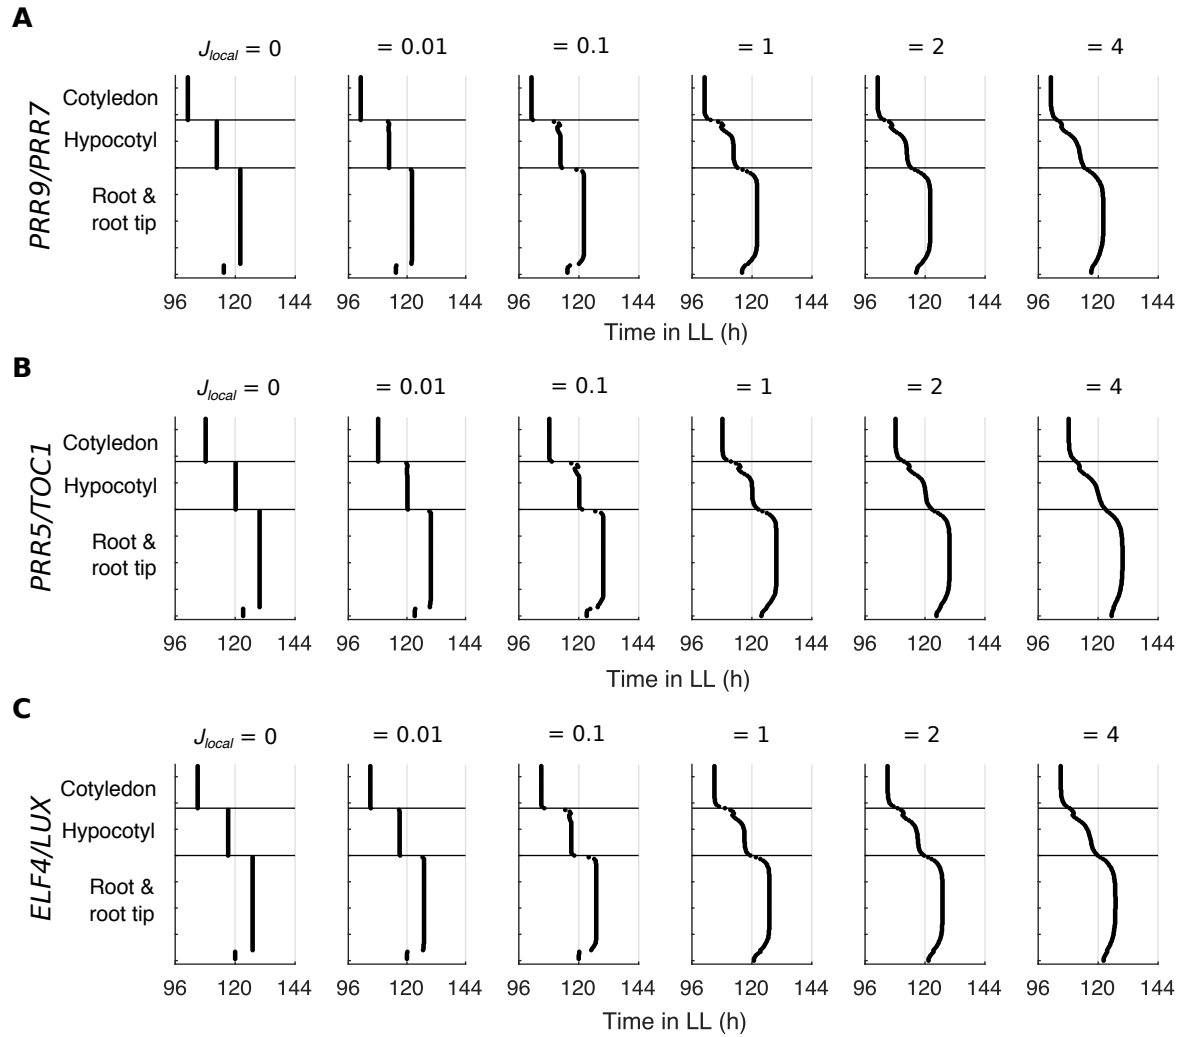 A
J_local = 0 = 0.01 = 0.1 = 1 = 2 = 4
PRR9/PRR7
Cotyledon
Hypocotyl
Root &
root tip
96 120 144 96 120 144 96 120 144 96 120 144 96 120 144 96 120 144
Time in LL (h)
B
J_local = 0 = 0.01 = 0.1 = 1 = 2 = 4
PRR5/TOC1
Cotyledon
Hypocotyl
Root &
root tip
96 120 144 96 120 144 96 120 144 96 120 144 96 120 144 96 120 144
Time in LL (h)
C
J_local = 0 = 0.01 = 0.1 = 1 = 2 = 4
ELF4/LUX
Cotyledon
Hypocotyl
Root &
root tip
96 120 144 96 120 144 96 120 144 96 120 144 96 120 144 96 120 144
Time in LL (h)